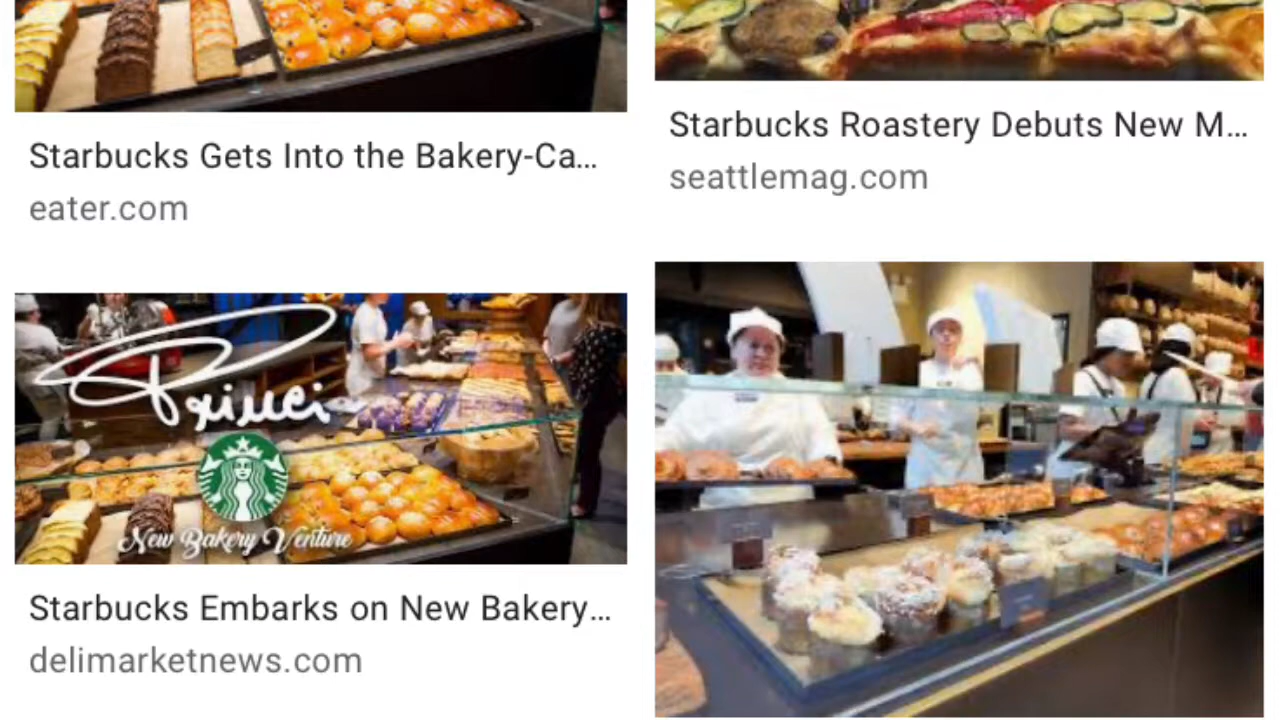 Starbucks Gets Into the Bakery-Ca...
eater.com
Starbucks Roastery Debuts New M...
seattlemag.com
Princi
New Bakery Venture
Starbucks Embarks on New Bakery...
delimarketnews.com